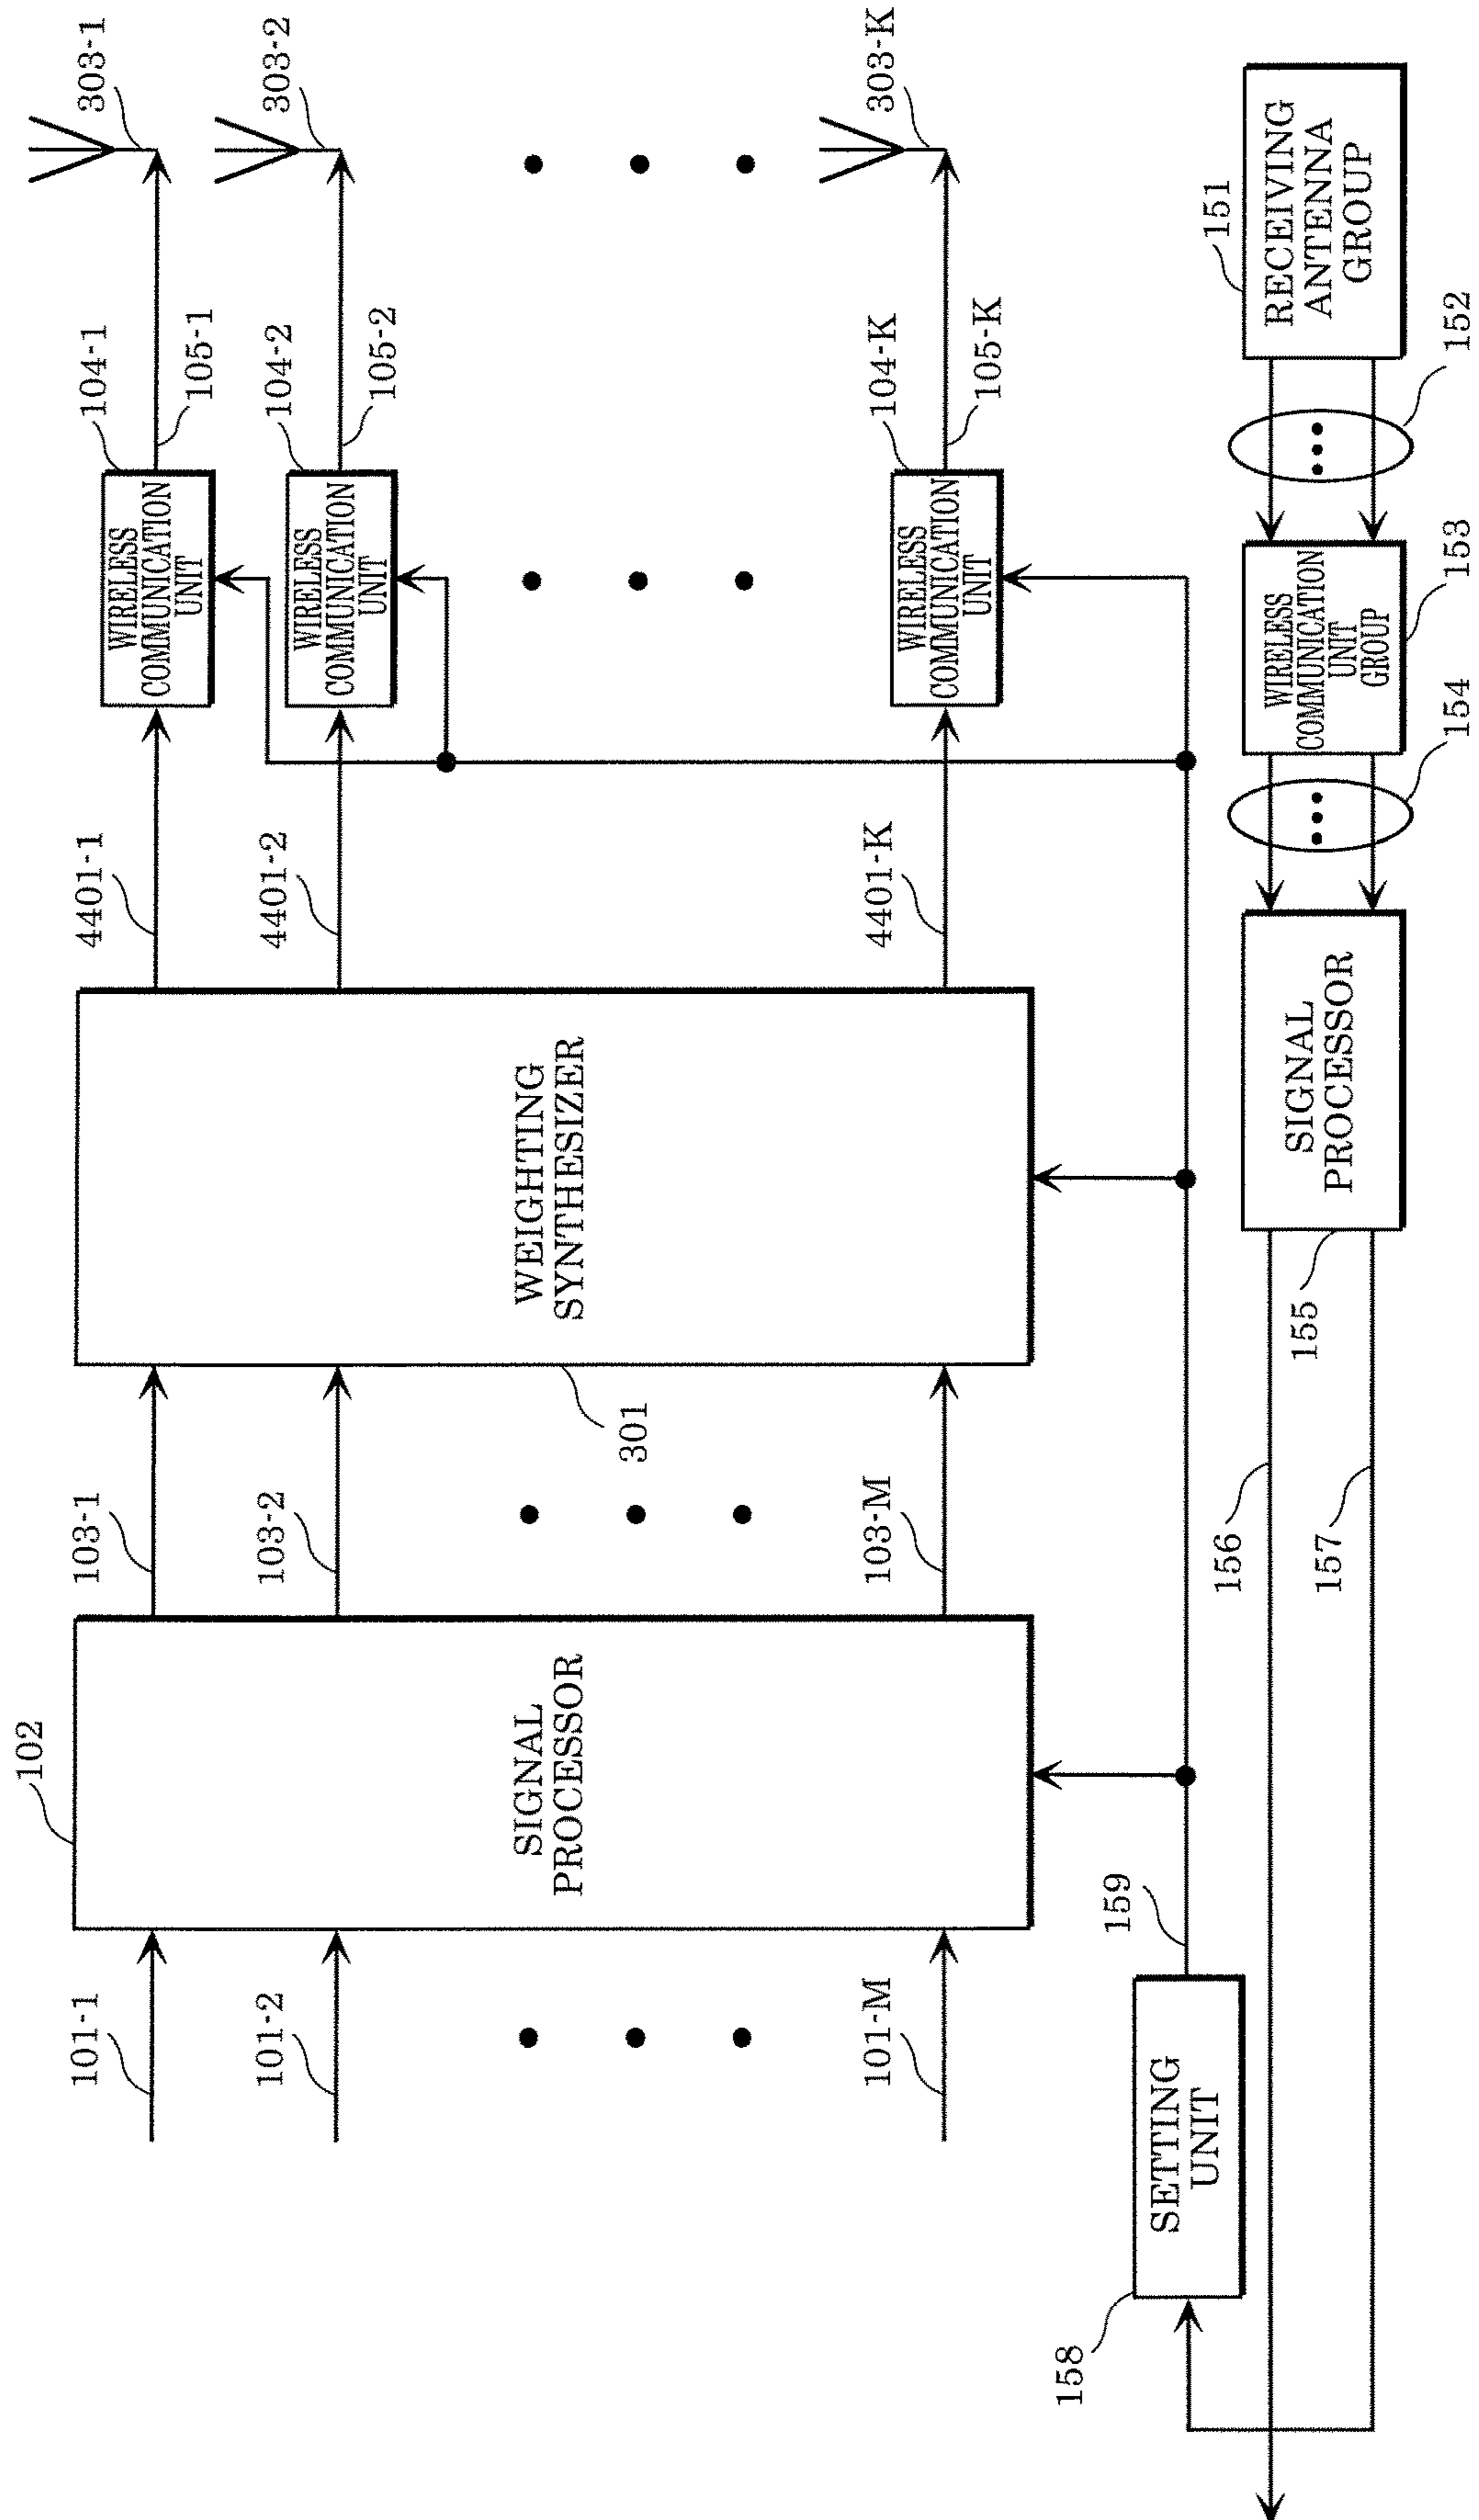 101-1
101-2
101-M
102
SIGNAL
PROCESSOR
103-1
103-2
103-M
301
WEIGHTING
SYNTHESIZER
4401-1
4401-2
4401-K
104-1
WIRELESS
COMMUNICATION
UNIT
105-1
104-2
WIRELESS
COMMUNICATION
UNIT
105-2
104-K
WIRELESS
COMMUNICATION
UNIT
105-K
303-1
303-2
303-K
158
SETTING
UNIT
159
156
157
155
SIGNAL
PROCESSOR
154
WIRELESS
COMMUNICATION
UNIT
GROUP
153
152
151
RECEIVING
ANTENNA
GROUP